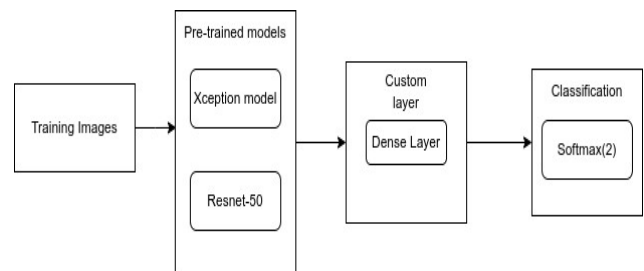 Training Images
Pre-trained models
Xception model
Resnet-50
Custom
layer
Dense Layer
Classification
Softmax(2)